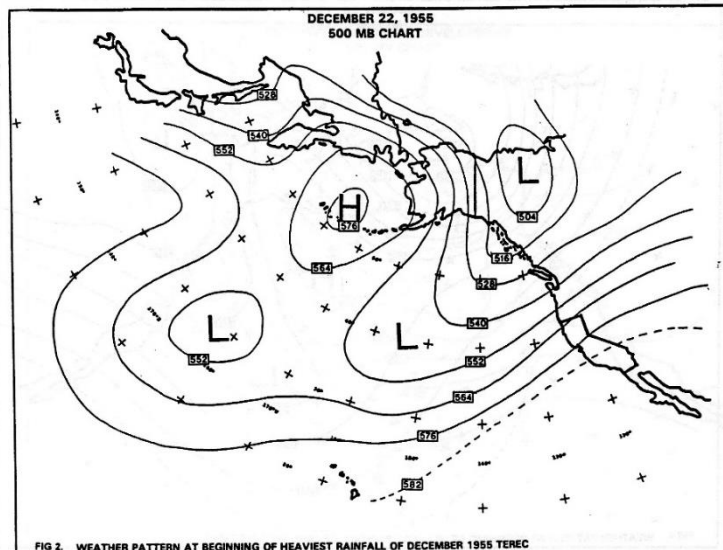 DECEMBER 22, 1955
500 MB CHART
528
540
552
L
504
H
576
564
516
528
L
L
540
552
552
564
576
582
FIG 2. WEATHER PATTERN AT BEGINNING OF HEAVIEST RAINFALL OF DECEMBER 1955 TEREC